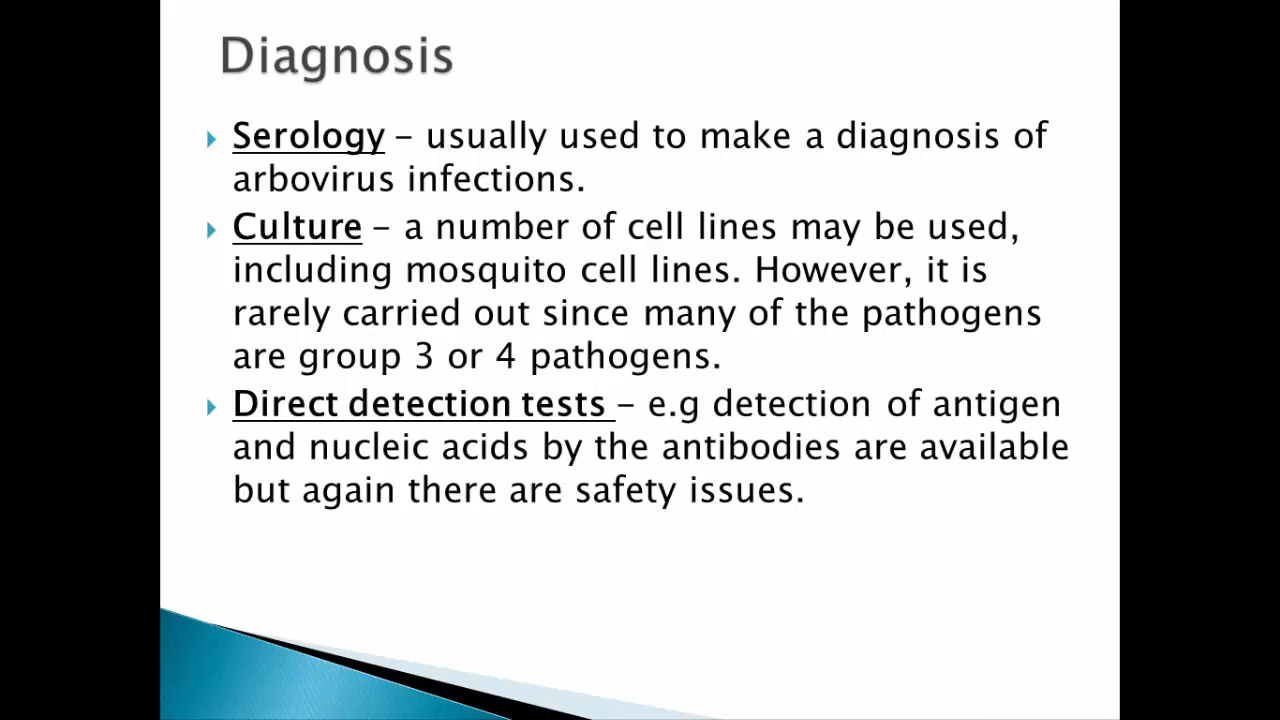 Diagnosis
Serology - usually used to make a diagnosis of
arbovirus infections.
Culture - a number of cell lines may be used,
including mosquito cell lines. However, it is
rarely carried out since many of the pathogens
are group 3 or 4 pathogens.
Direct detection tests - e.g detection of antigen
and nucleic acids by the antibodies are available
but again there are safety issues.